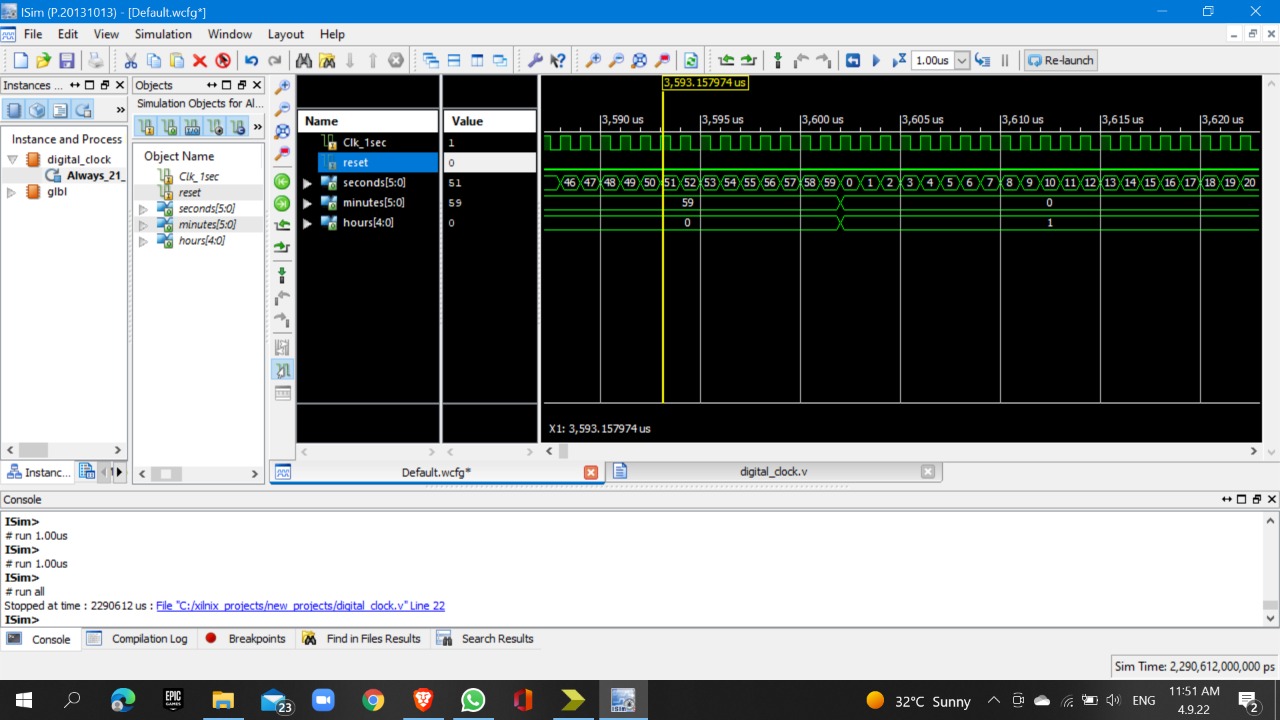 ISim (P.20131013) - [Default.wcfg*]
File Edit View Simulation Window Layout Help
1.00us Re-launch
Instances ...
Instance and Process
digital_clock
Always_21_
glbl
Instanc...
Objects
Simulation Objects for Al...
Object Name
Clk_1sec
reset
seconds[5:0]
minutes[5:0]
hours[4:0]
Name Value
Clk_1sec 1
reset 0
seconds[5:0] 51
minutes[5:0] 59
hours[4:0] 0
3,593.157974 us
3,590 us 3,595 us 3,600 us 3,605 us 3,610 us 3,615 us 3,620 us
46 47 48 49 50 51 52 53 54 55 56 57 58 59 0 1 2 3 4 5 6 7 8 9 10 11 12 13 14 15 16 17 18 19 20
59 0
0 1
X1: 3,593.157974 us
Default.wcfg* digital_clock.v
Console
ISim>
# run 1.00us
ISim>
# run 1.00us
ISim>
# run all
Stopped at time : 2290612 us : File "C:/xilnix_projects/new_projects/digital_clock.v" Line 22
ISim>
Console Compilation Log Breakpoints Find in Files Results Search Results
Sim Time: 2,290,612,000,000 ps
EPIC GAMES
23
ISim
32°C Sunny
ENG
11:51 AM
4.9.22
2